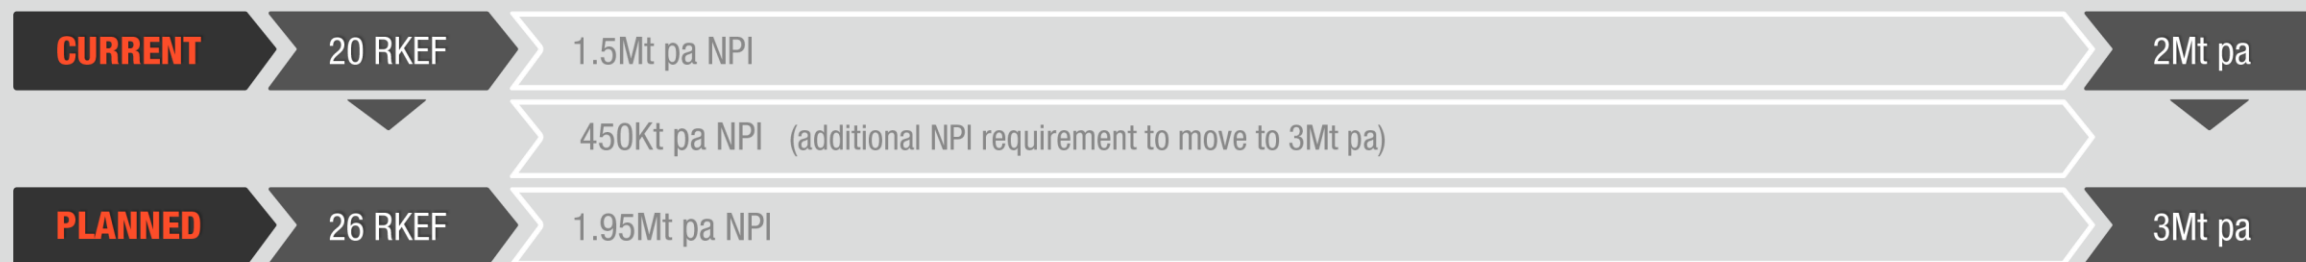 CURRENT 20 RKEF 1.5Mt pa NPI 2Mt pa
450Kt pa NPI (additional NPI requirement to move to 3Mt pa)
PLANNED 26 RKEF 1.95Mt pa NPI 3Mt pa